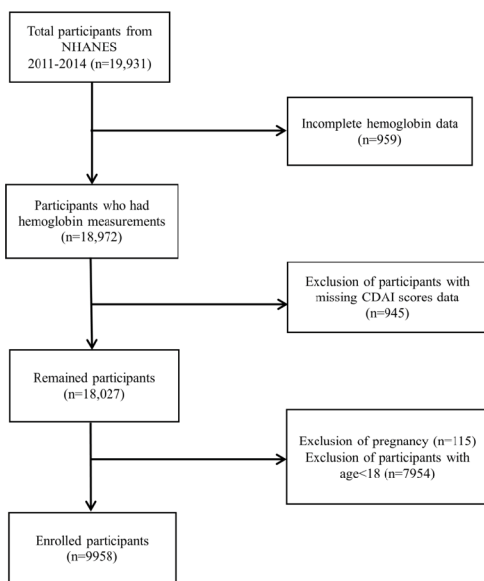 Total participants from
NHANES
2011-2014 (n=19,931)
Incomplete hemoglobin data
(n=959)
Participants who had
hemoglobin measurements
(n=18,972)
Exclusion of participants with
missing CDAI scores data
(n=945)
Remained participants
(n=18,027)
Exclusion of pregnancy (n=115)
Exclusion of participants with
age<18 (n=7954)
Enrolled participants
(n=9958)